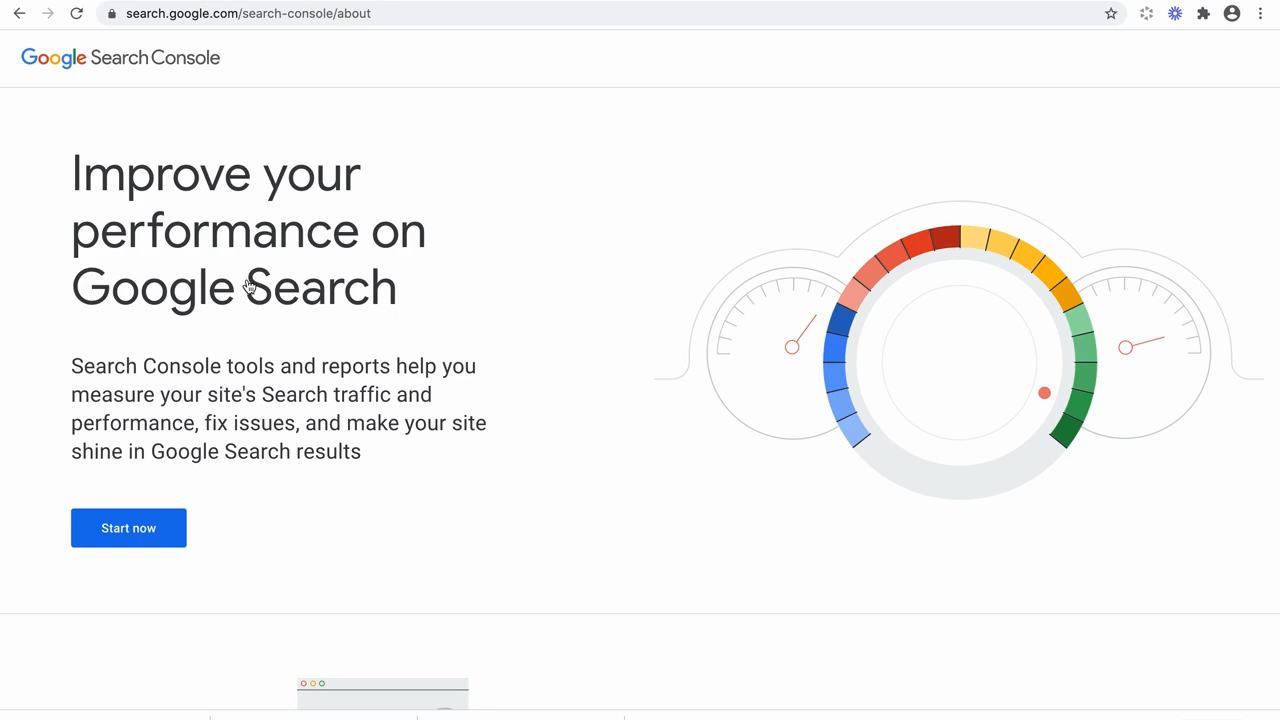 search.google.com/search-console/about
Google Search Console
Improve your
performance on
Google Search
Search Console tools and reports help you
measure your site's Search traffic and
performance, fix issues, and make your site
shine in Google Search results
Start now